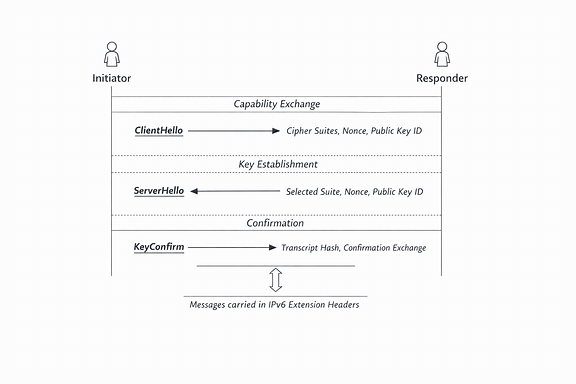 Initiator
Responder
Capability Exchange
ClientHello
Cipher Suites, Nonce, Public Key ID
Key Establishment
ServerHello
Selected Suite, Nonce, Public Key ID
Confirmation
KeyConfirm
Transcript Hash, Confirmation Exchange
Messages carried in IPv6 Extension Headers